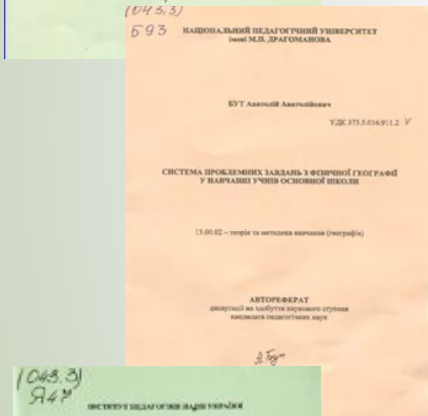 (043.3)
Б93
НАЦІОНАЛЬНИЙ ПЕДАГОГІЧНИЙ УНІВЕРСИТЕТ
імені М.П. ДРАГОМАНОВА
БУТ Анатолій Анатолійович
УДК 373.5.016:911.2 V
СИСТЕМА ПРОБЛЕМНИХ ЗАВДАНЬ З ФІЗИЧНОЇ ГЕОГРАФІЇ
У НАВЧАННІ УЧНІВ ОСНОВНОЇ ШКОЛИ
13.00.02 – теорія та методика навчання (географія)
АВТОРЕФЕРАТ
дисертації на здобуття наукового ступеня
кандидата педагогічних наук
(043.3)
Я47
ІНСТИТУТ ПЕДАГОГІКИ НАПН УКРАЇНИ